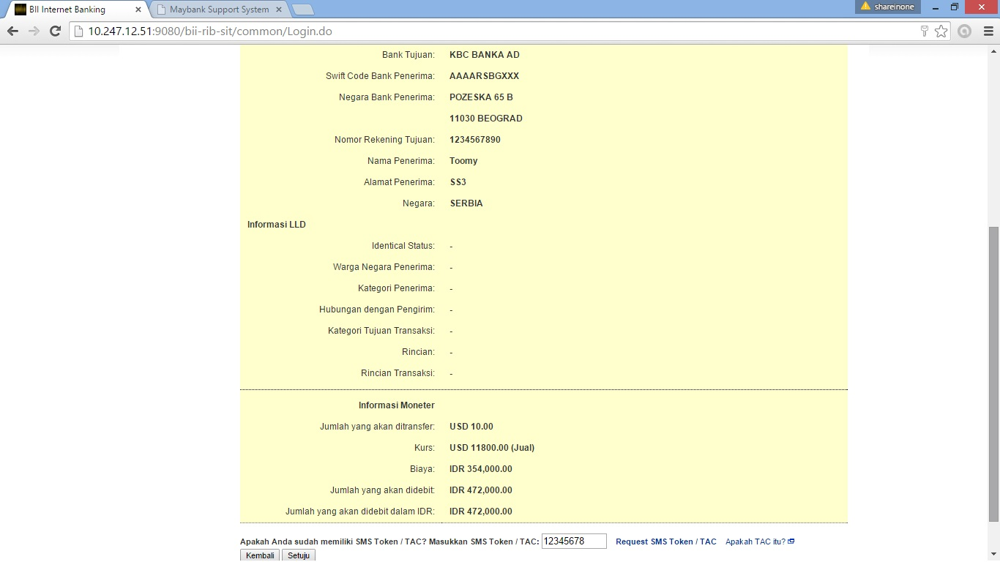 BII Internet Banking
Maybank Support System
shareinone
10.247.12.51:9080/bii-rib-sit/common/Login.do
Bank Tujuan: KBC BANKA AD
Swift Code Bank Penerima: AAAARSBGXXX
Negara Bank Penerima: POZESKA 65 B
11030 BEOGRAD
Nomor Rekening Tujuan: 1234567890
Nama Penerima: Toomy
Alamat Penerima: SS3
Negara: SERBIA
Informasi LLD
Identical Status: -
Warga Negara Penerima: -
Kategori Penerima: -
Hubungan dengan Pengirim: -
Kategori Tujuan Transaksi: -
Rincian: -
Rincian Transaksi: -
Informasi Moneter
Jumlah yang akan ditransfer: USD 10.00
Kurs: USD 11800.00 (Jual)
Biaya: IDR 354,000.00
Jumlah yang akan didebit: IDR 472,000.00
Jumlah yang akan didebit dalam IDR: IDR 472,000.00
Apakah Anda sudah memiliki SMS Token / TAC? Masukkan SMS Token / TAC: 12345678 Request SMS Token / TAC Apakah TAC itu?
Kembali Setuju